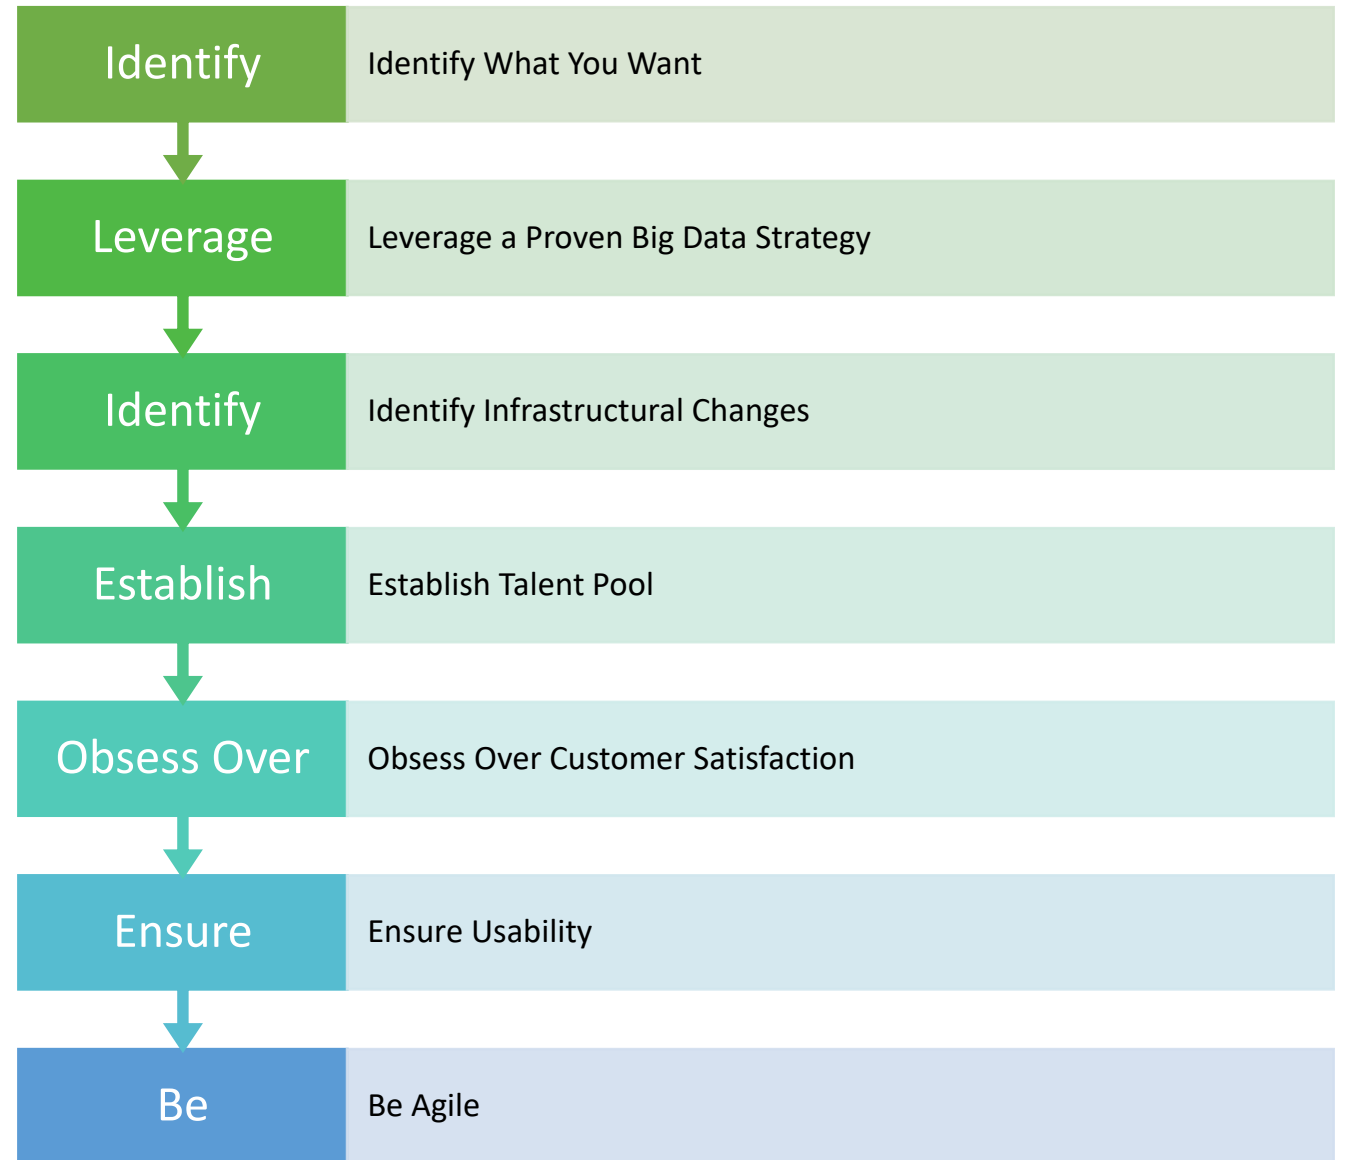 Identify
Identify What You Want
Leverage
Leverage a Proven Big Data Strategy
Identify
Identify Infrastructural Changes
Establish
Establish Talent Pool
Obsess Over
Obsess Over Customer Satisfaction
Ensure
Ensure Usability
Be
Be Agile